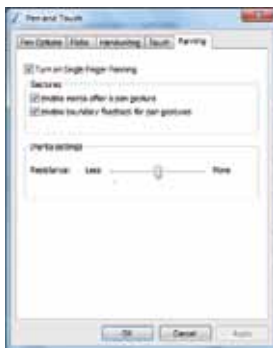 Pen and Touch
Pen Options Flicks Handwriting Touch Panning
Turn on single finger panning
Gestures
Enable inertia after a pan gesture
Enable boundary feedback for pan gestures
Inertia settings
Resistance: Less More
OK Cancel Apply